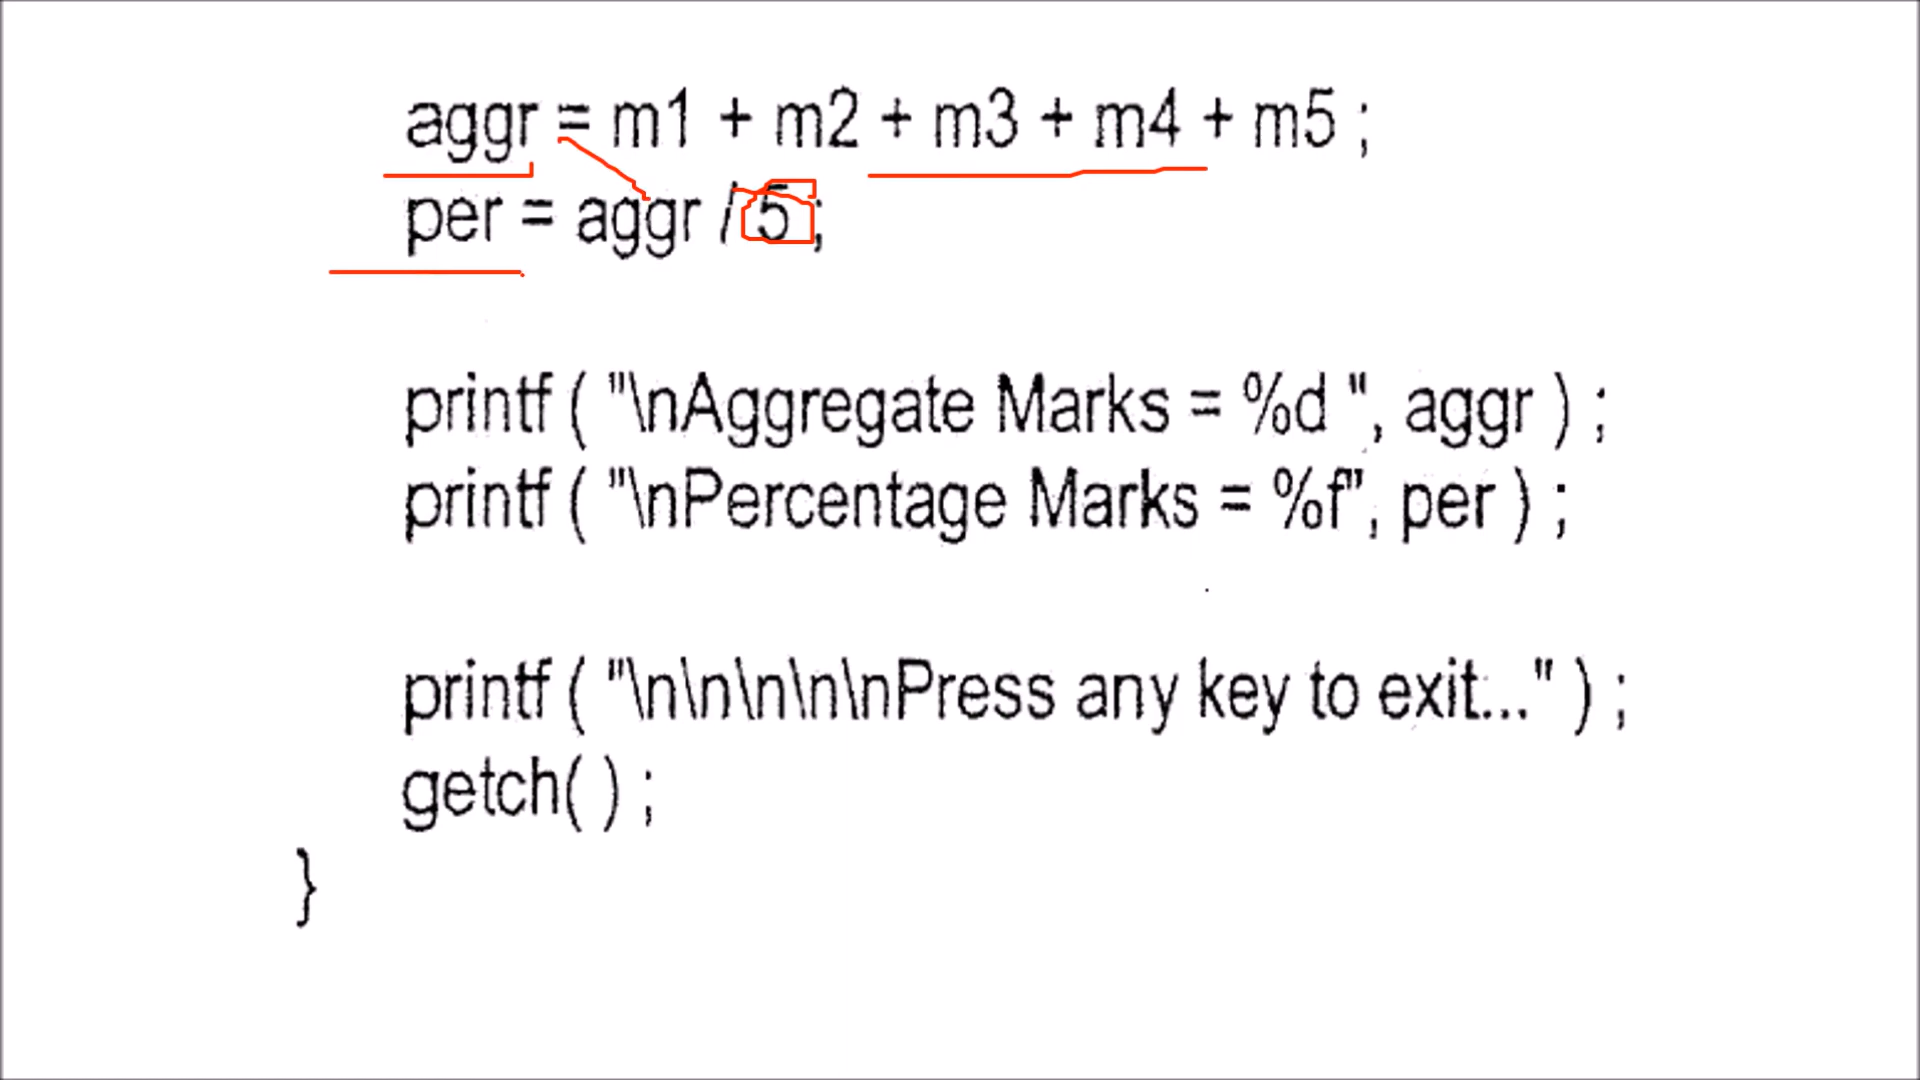 aggr = m1 + m2 + m3 + m4 + m5 ;
per = aggr / 5 ;
printf ( "\nAggregate Marks = %d ", aggr ) ;
printf ( "\nPercentage Marks = %f", per ) ;
printf ( "\n\n\n\n\nPress any key to exit..." ) ;
getch( ) ;
}